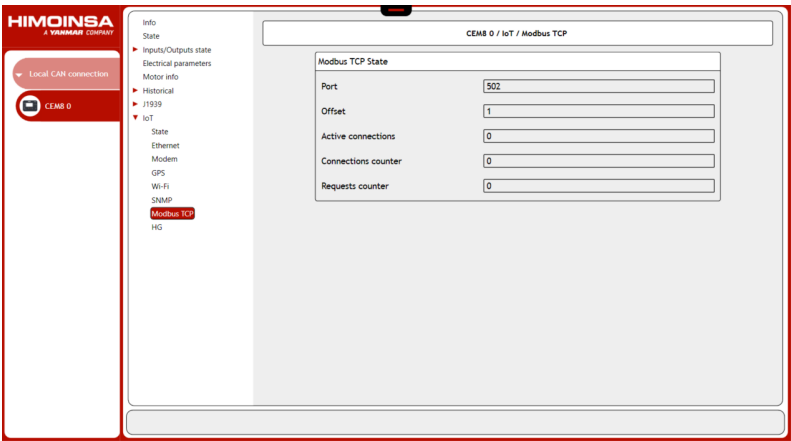 HIMOINSA
A YANMAR COMPANY
Local CAN connection
CEM8 0
Info
State
Inputs/Outputs state
Electrical parameters
Motor info
Historical
J1939
IoT
State
Ethernet
Modem
GPS
Wi-Fi
SNMP
Modbus TCP
HG
CEM8 0 / IoT / Modbus TCP
Modbus TCP State
Port 502
Offset 1
Active connections 0
Connections counter 0
Requests counter 0